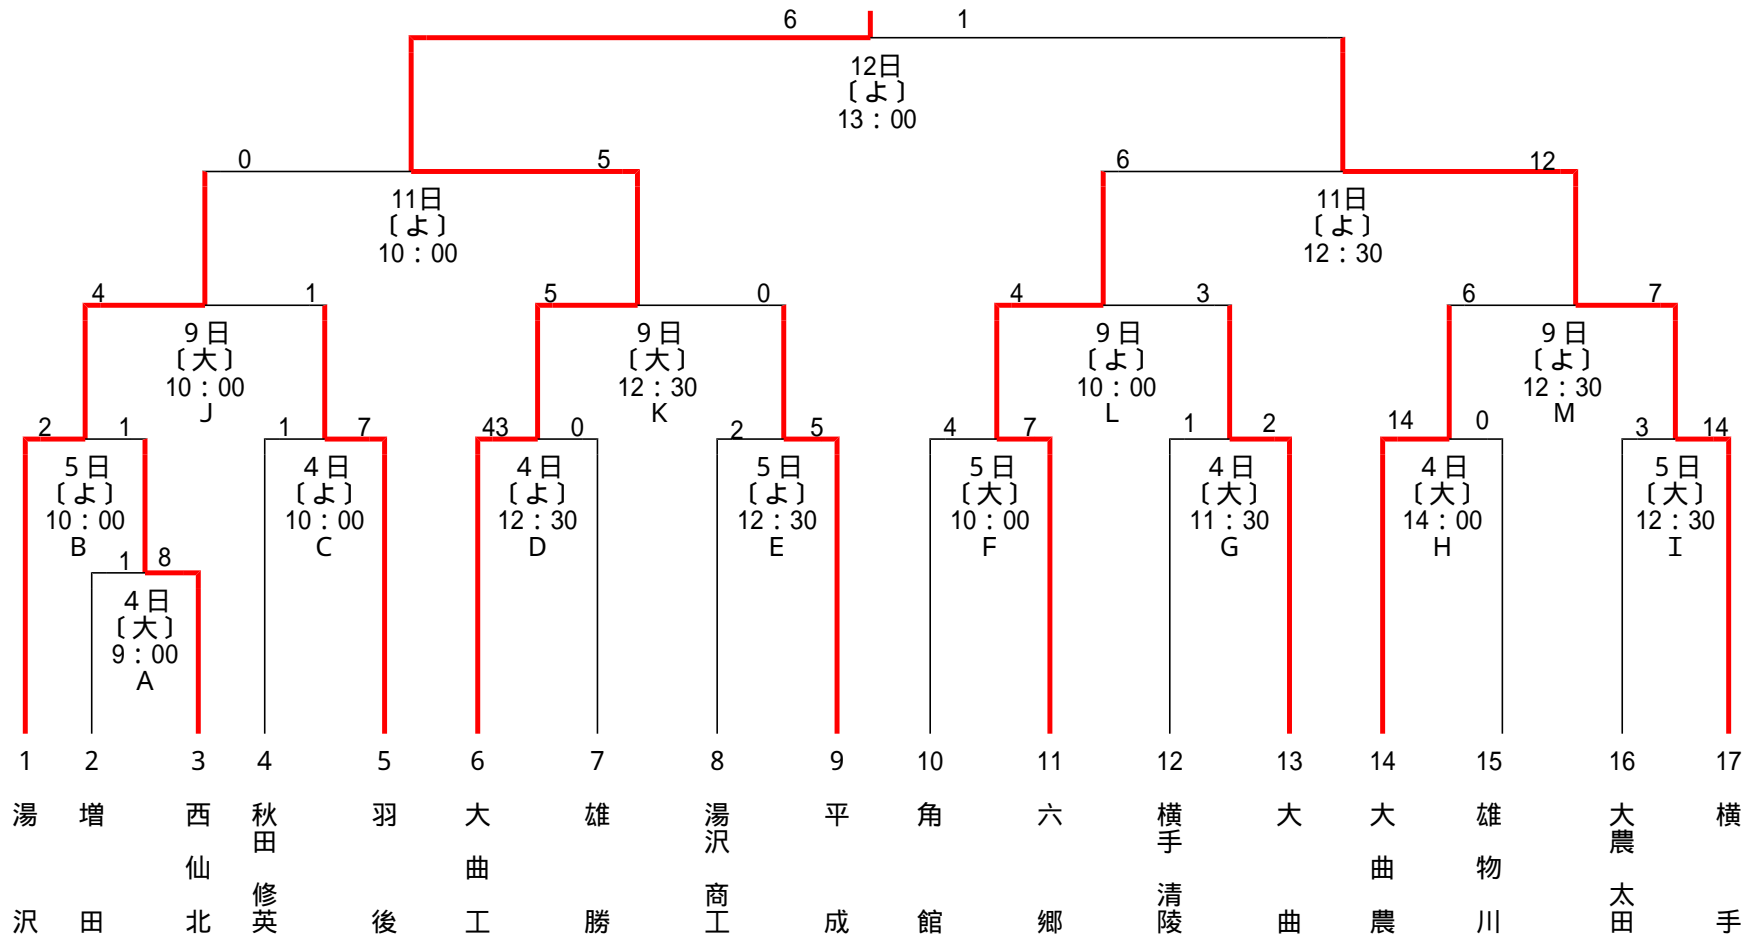 6 1
12日
〔よ〕
13：00
0 5 6 12
11日 11日
〔よ〕 〔よ〕
10：00 12：30
4 1 5 0 4 3 6 7
9日 9日 9日 9日
〔大〕 〔大〕 〔よ〕 〔よ〕
10：00 12：30 10：00 12：30
J K L M
2 1 1 7 43 0 2 5 4 7 1 2 14 0 3 14
5日 4日 4日 5日 5日 4日 4日 5日
〔よ〕 〔よ〕 〔よ〕 〔よ〕 〔大〕 〔大〕 〔大〕 〔大〕
10：00 10：00 12：30 12：30 10：00 11：30 14：00 12：30
B C D E F G H I
1 8
4日
〔大〕
9：00
A
1 2 3 4 5 6 7 8 9 10 11 12 13 14 15 16 17
湯沢
増田
西仙北
秋田修英
羽後
大曲工
雄勝
湯沢商工
平成
角館
六郷
横手清陵
大曲
大曲農
雄物川
大農太田
横手